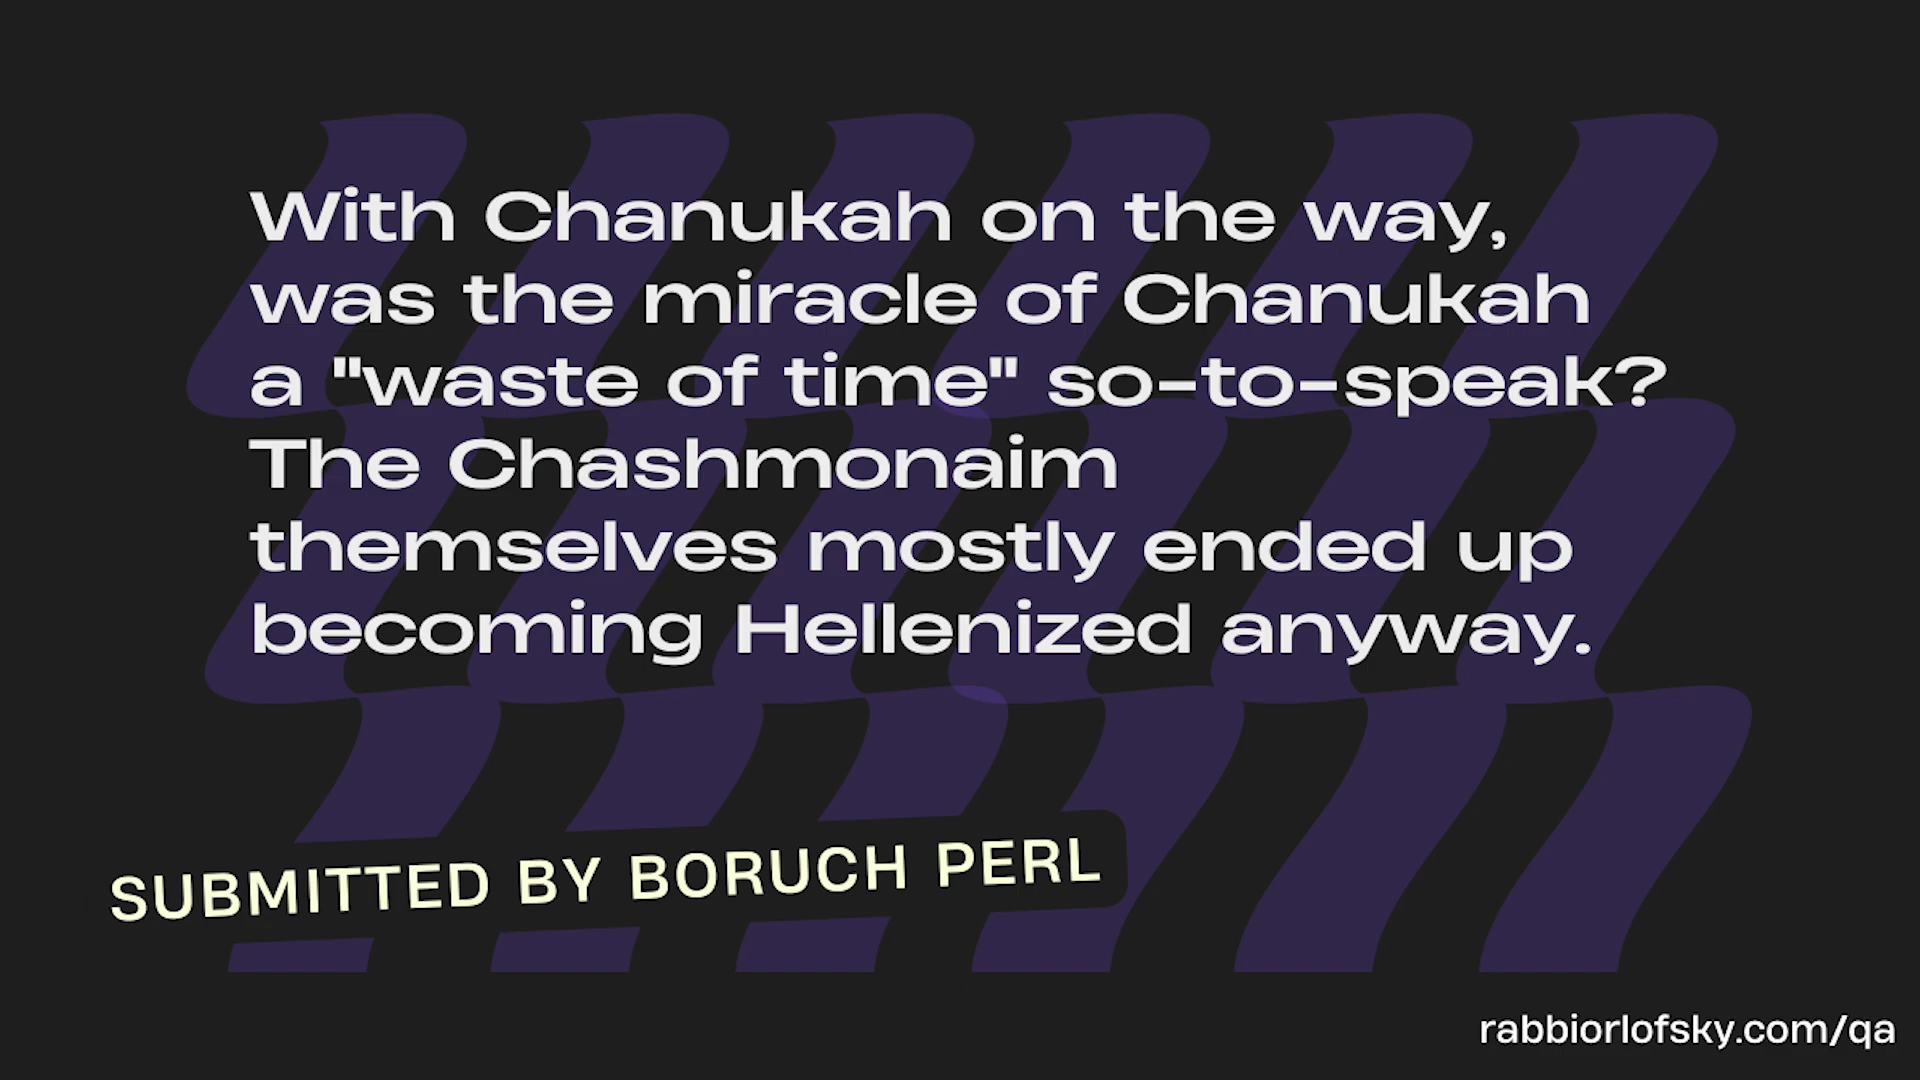 With Chanukah on the way,
was the miracle of Chanukah
a "waste of time" so-to-speak?
The Chashmonaim
themselves mostly ended up
becoming Hellenized anyway.
SUBMITTED BY BORUCH PERL
rabbiorlofsky.com/qa